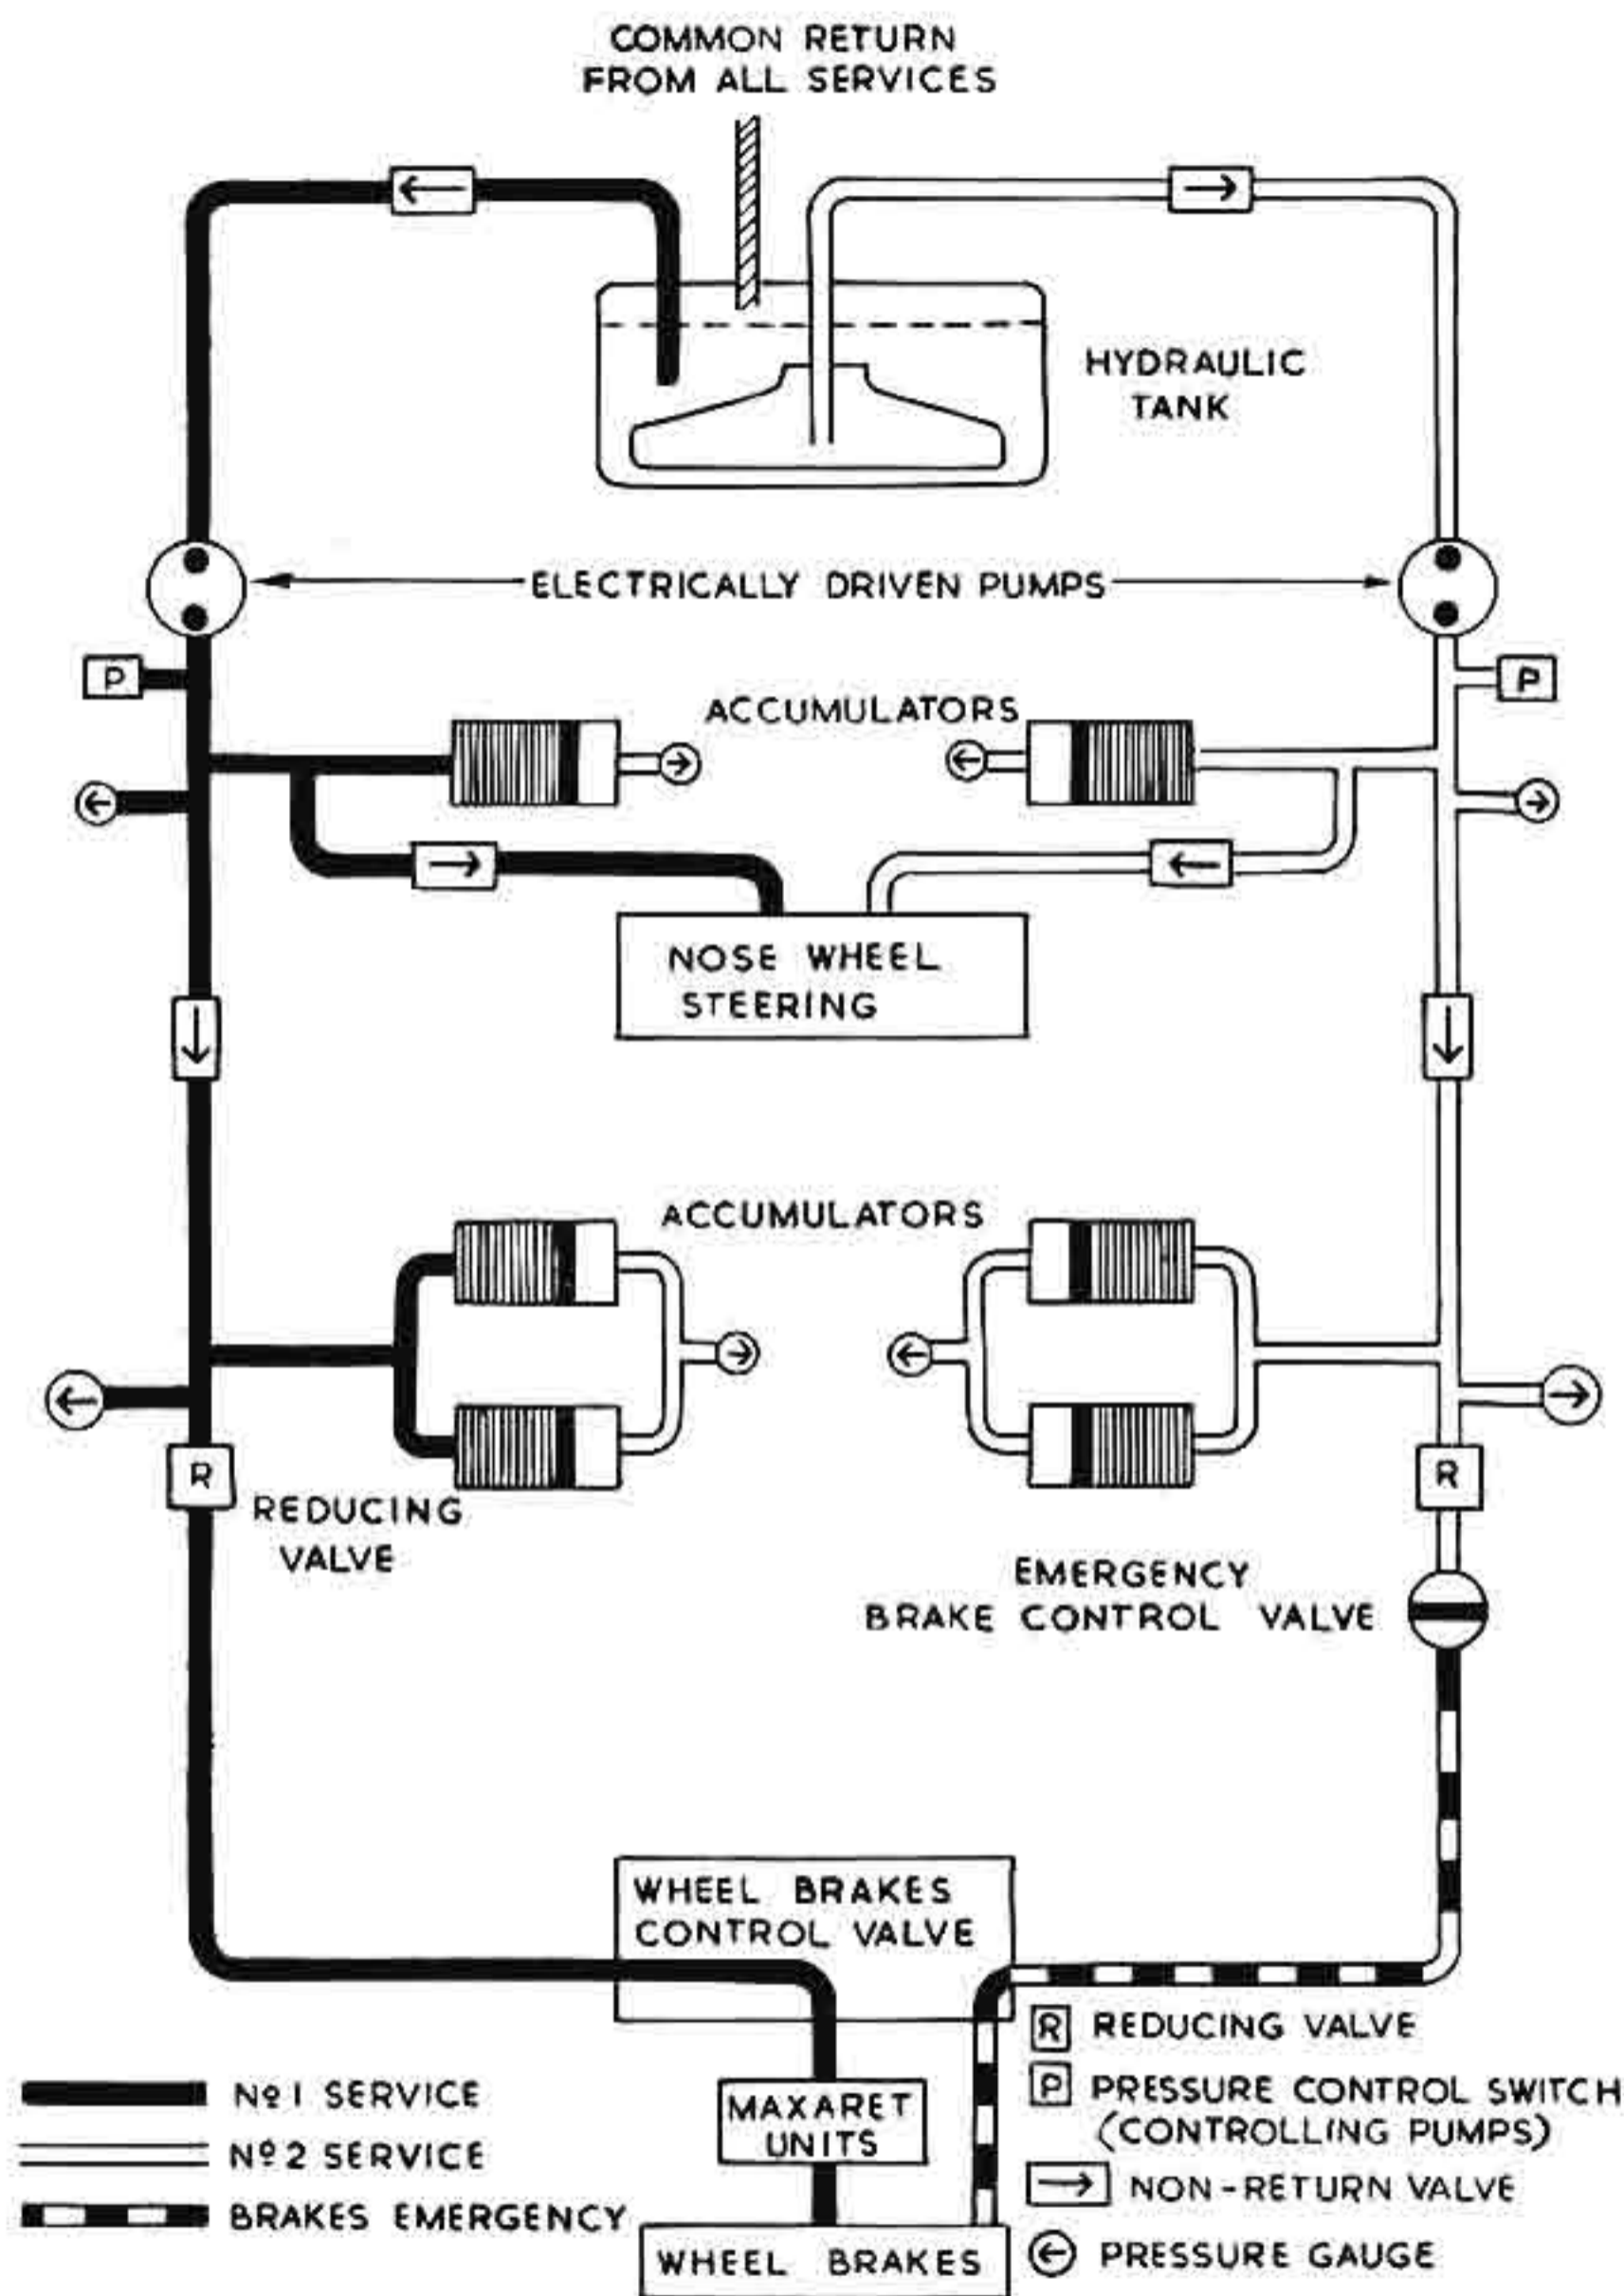 COMMON RETURN
FROM ALL SERVICES
HYDRAULIC
TANK
ELECTRICALLY DRIVEN PUMPS
P
P
ACCUMULATORS
NOSE WHEEL
STEERING
ACCUMULATORS
R
R
REDUCING
VALVE
EMERGENCY
BRAKE CONTROL VALVE
WHEEL BRAKES
CONTROL VALVE
MAXARET
UNITS
WHEEL BRAKES
Nº1 SERVICE
Nº2 SERVICE
BRAKES EMERGENCY
R REDUCING VALVE
P PRESSURE CONTROL SWITCH
(CONTROLLING PUMPS)
NON-RETURN VALVE
PRESSURE GAUGE